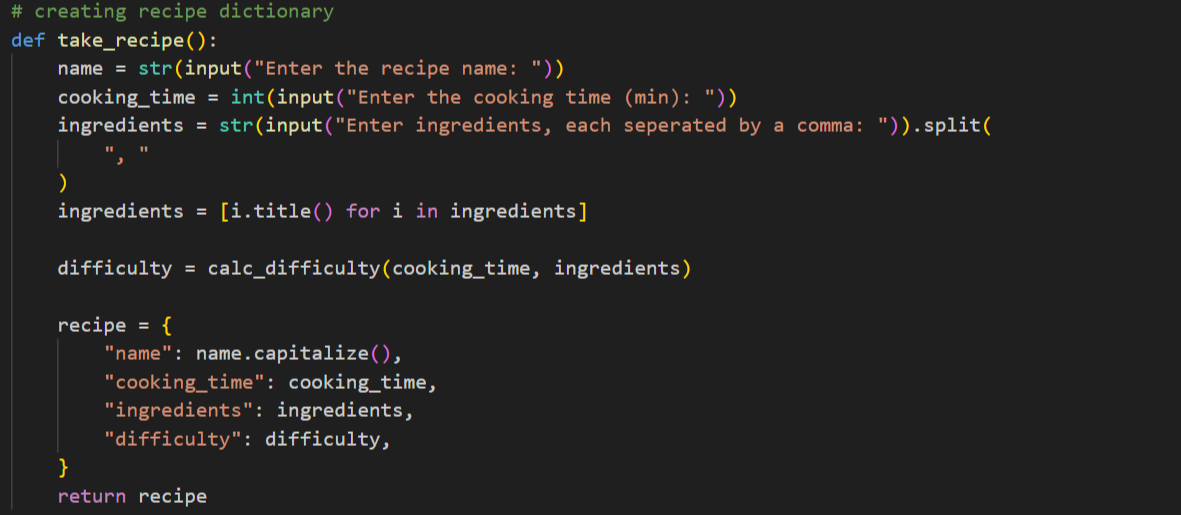 # creating recipe dictionary
def take_recipe():
    name = str(input("Enter the recipe name: "))
    cooking_time = int(input("Enter the cooking time (min): "))
    ingredients = str(input("Enter ingredients, each seperated by a comma: ")).split(
        ", "
    )
    ingredients = [i.title() for i in ingredients]
    difficulty = calc_difficulty(cooking_time, ingredients)
    recipe = {
        "name": name.capitalize(),
        "cooking_time": cooking_time,
        "ingredients": ingredients,
        "difficulty": difficulty,
    }
    return recipe